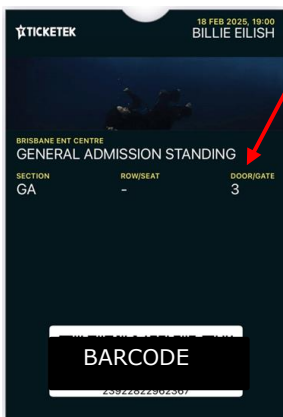 TICKETEK
18 FEB 2025, 19:00
BILLIE EILISH
BRISBANE ENT CENTRE
GENERAL ADMISSION STANDING
SECTION ROW/SEAT DOOR/GATE
GA - 3
BARCODE